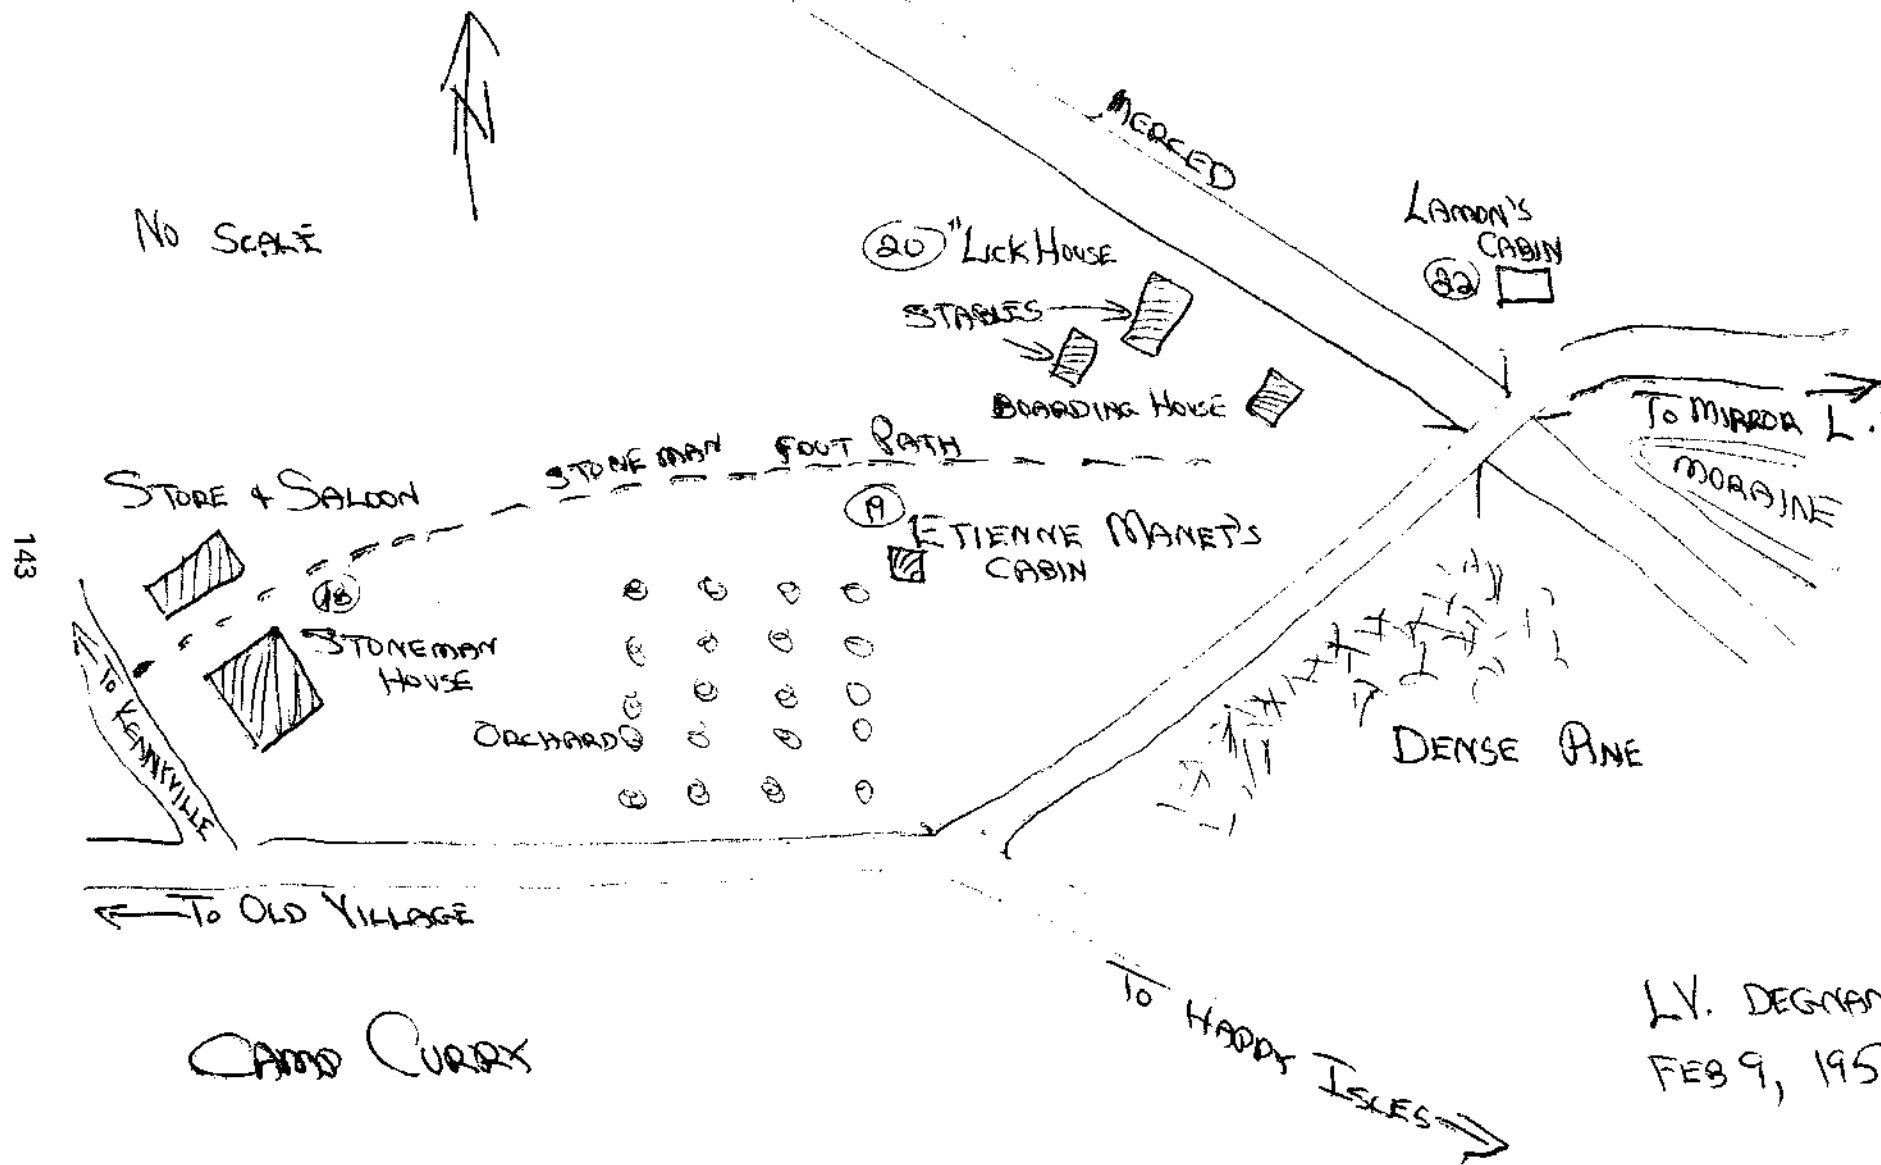 N
MERCED
No SCALE
LAMON'S
CABIN
20 "LICK HOUSE
22
STABLES
BOARDING HOUSE
To MIRROR L.
STONEMAN FOOT PATH
MORAINE
STORE & SALOON
19
ETIENNE MANET'S
CABIN
143
18
STONEMAN
HOUSE
To KENNEYVILLE
ORCHARD
DENSE PINE
To OLD VILLAGE
To HAPPY ISLES
CAMP CURRY
LV. DEGNAN
FEB 9, 195